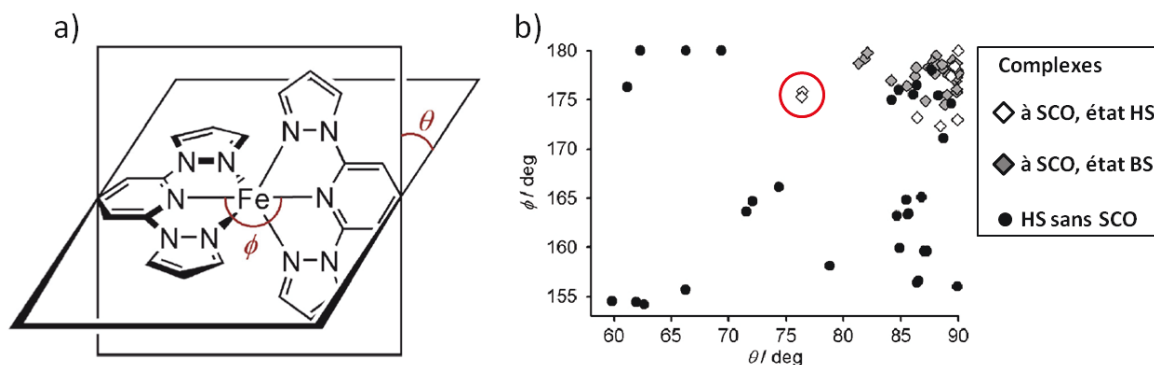 a)
N
N
N
N
N
N
N
N
N
N
Fe
θ
ϕ
b)
ϕ / deg
180
175
170
165
160
155
60
65
70
75
80
85
90
θ / deg
Complexes
à SCO, état HS
à SCO, état BS
HS sans SCO